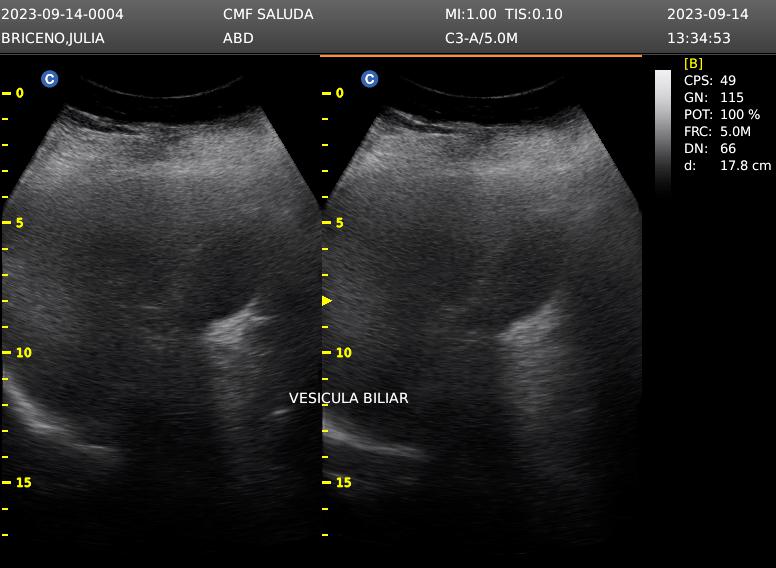 2023-09-14-0004 CMF SALUDA MI:1.00 TIS:0.10 2023-09-14
BRICENO,JULIA ABD C3-A/5.0M 13:34:53
[B]
CPS: 49
GN: 115
POT: 100 %
FRC: 5.0M
DN: 66
d: 17.8 cm
C C
0 0
5 5
10 10
VESICULA BILIAR
15 15